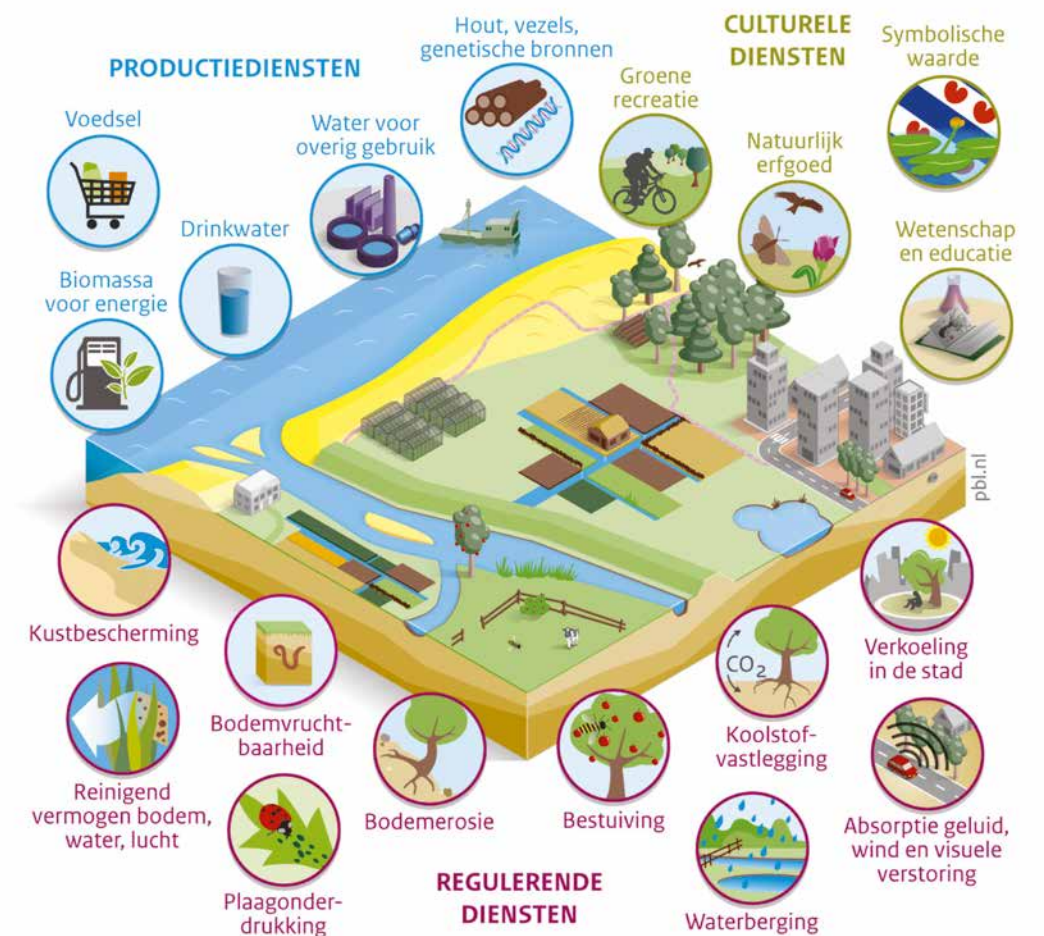 PRODUCTIEDIENSTEN
Voedsel
Drinkwater
Biomassa
voor energie
Water voor
overig gebruik
Hout, vezels,
genetische bronnen
CULTURELE
DIENSTEN
Groene
recreatie
Natuurlijk
erfgoed
Symbolische
waarde
Wetenschap
en educatie
pbl.nl
Kustbescherming
Reinigend
vermogen bodem,
water, lucht
Bodemvrucht-
baarheid
Plaagonder-
drukking
Bodemerosie
Bestuiving
REGULERENDE
DIENSTEN
CO2
Koolstof-
vastlegging
Waterberging
Verkoeling
in de stad
Absorptie geluid,
wind en visuele
verstoring